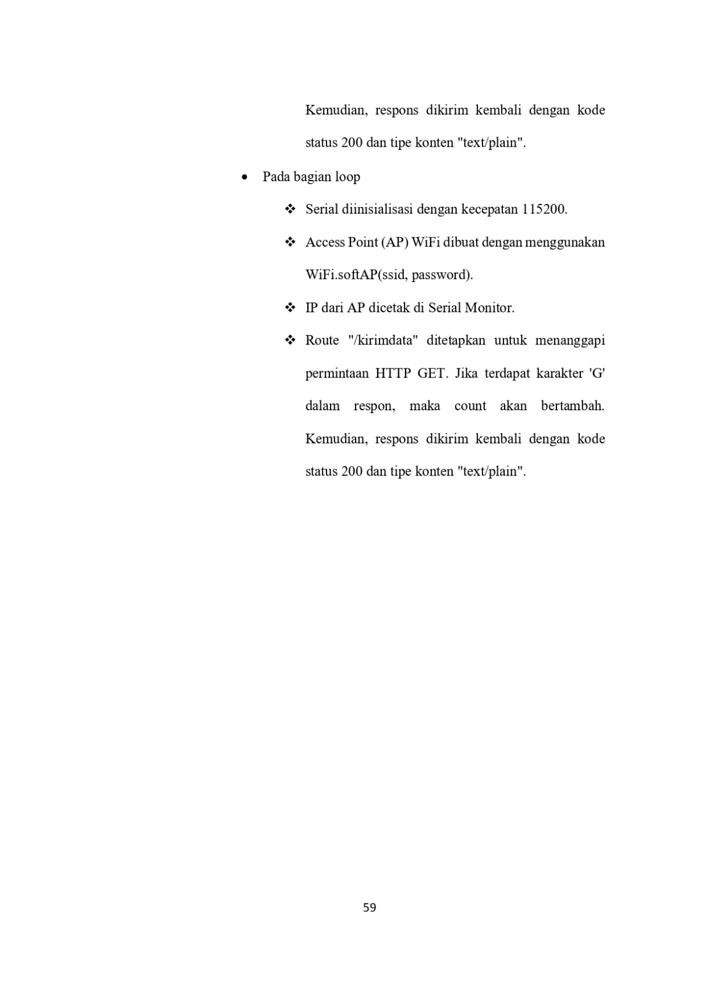 Kemudian, respons dikirim kembali dengan kode
status 200 dan tipe konten "text/plain".
• Pada bagian loop
❖ Serial diinisialisasi dengan kecepatan 115200.
❖ Access Point (AP) WiFi dibuat dengan menggunakan
WiFi.softAP(ssid, password).
❖ IP dari AP dicetak di Serial Monitor.
❖ Route "/kirimdata" ditetapkan untuk menanggapi
permintaan HTTP GET. Jika terdapat karakter 'G'
dalam respon, maka count akan bertambah.
Kemudian, respons dikirim kembali dengan kode
status 200 dan tipe konten "text/plain".
59